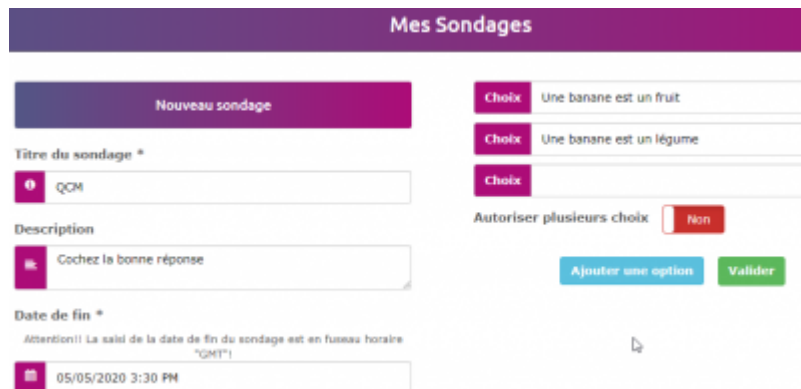 Mes Sondages
Nouveau sondage
Titre du sondage *
QCM
Description
Cochez la bonne réponse
Date de fin *
Attention!! La saisi de la date de fin du sondage est en fuseau horaire
"GMT"!
05/05/2020 3:30 PM
Choix Une banane est un fruit
Choix Une banane est un légume
Choix
Autoriser plusieurs choix Non
Ajouter une option Valider